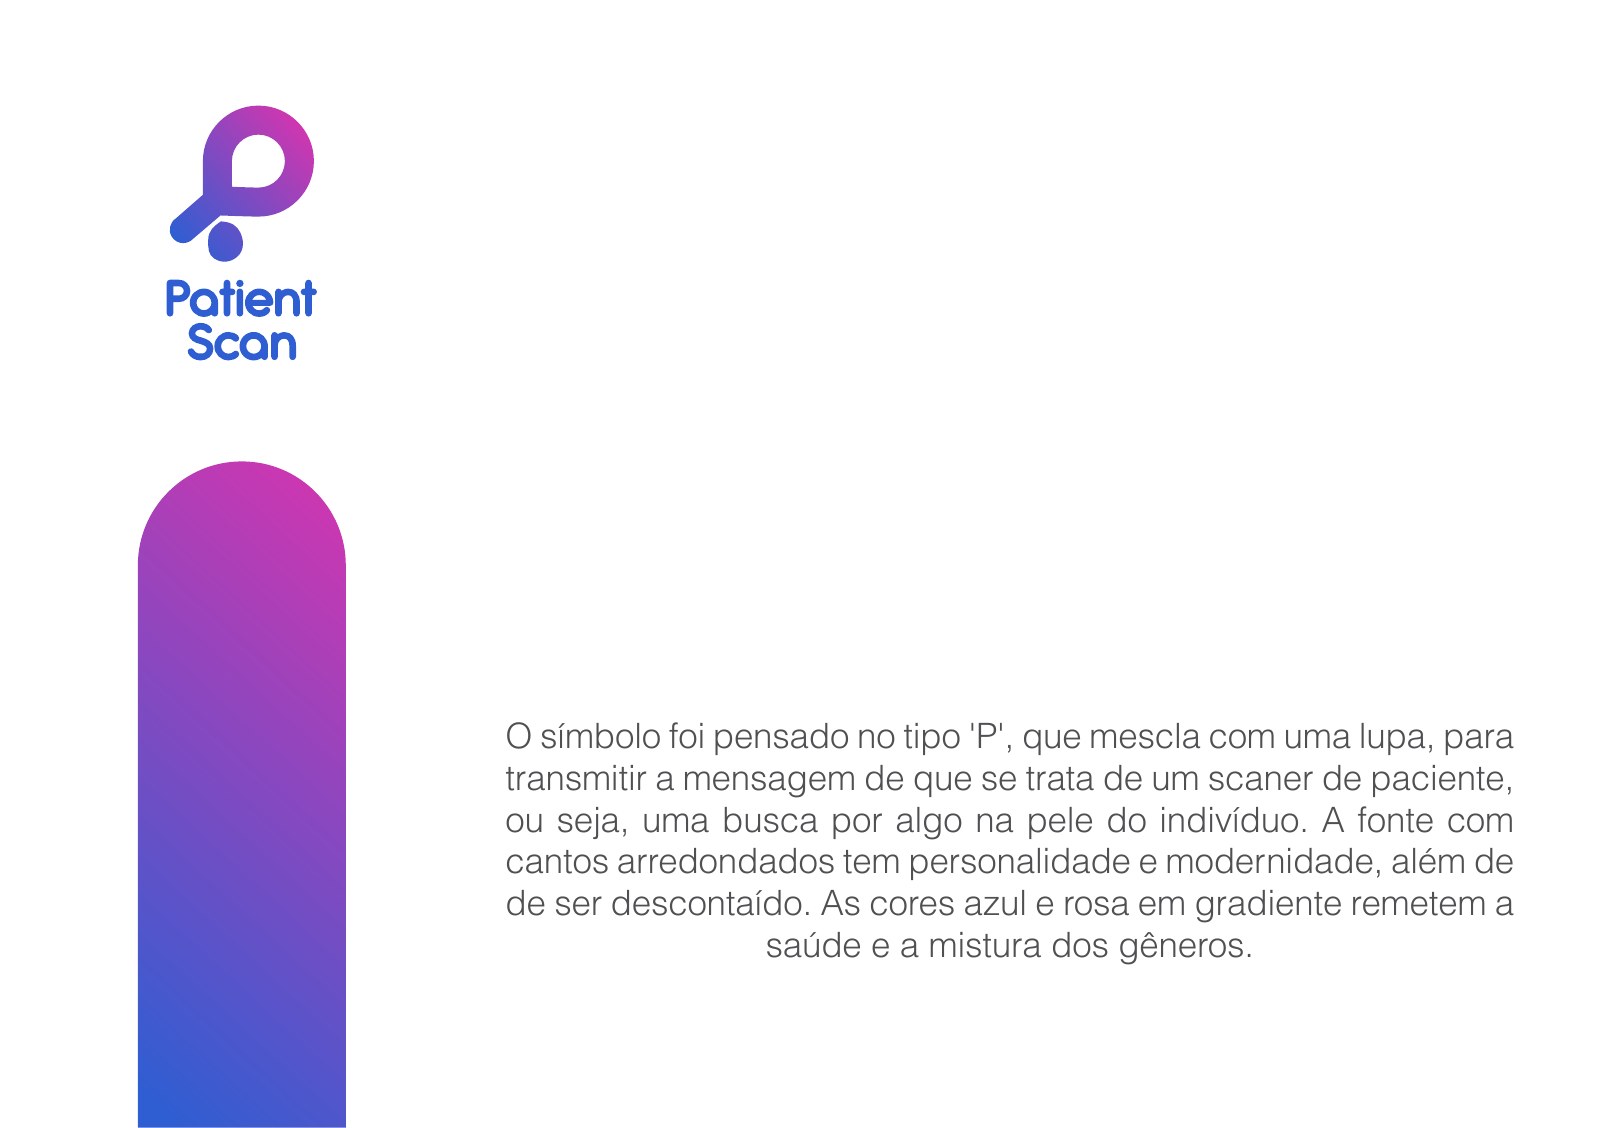 Patient
Scan
O símbolo foi pensado no tipo 'P', que mescla com uma lupa, para
transmitir a mensagem de que se trata de um scaner de paciente,
ou seja, uma busca por algo na pele do indivíduo. A fonte com
cantos arredondados tem personalidade e modernidade, além de
de ser descontaído. As cores azul e rosa em gradiente remetem a
saúde e a mistura dos gêneros.